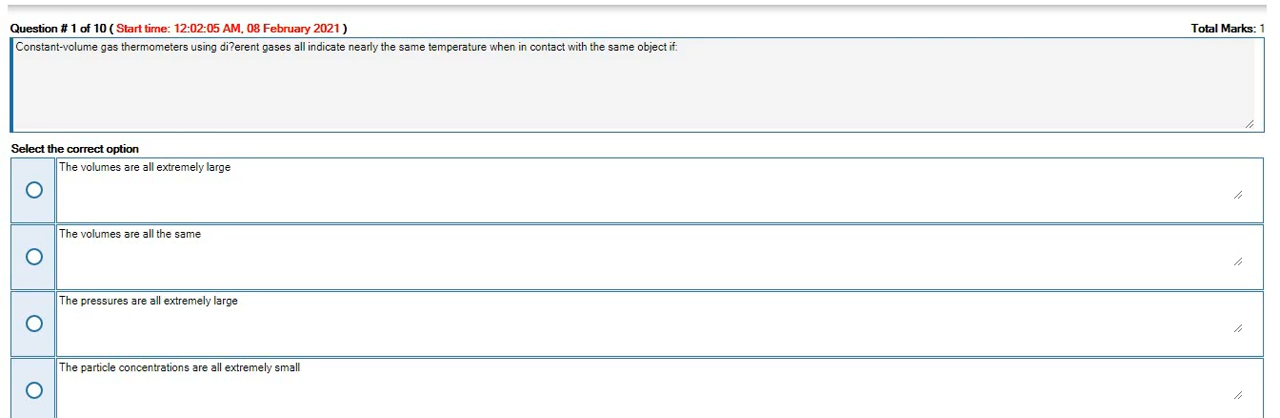 Question # 1 of 10 ( Start time: 12:02:05 AM, 08 February 2021 ) Total Marks: 1
Constant-volume gas thermometers using di?erent gases all indicate nearly the same temperature when in contact with the same object if:
Select the correct option
The volumes are all extremely large
The volumes are all the same
The pressures are all extremely large
The particle concentrations are all extremely small